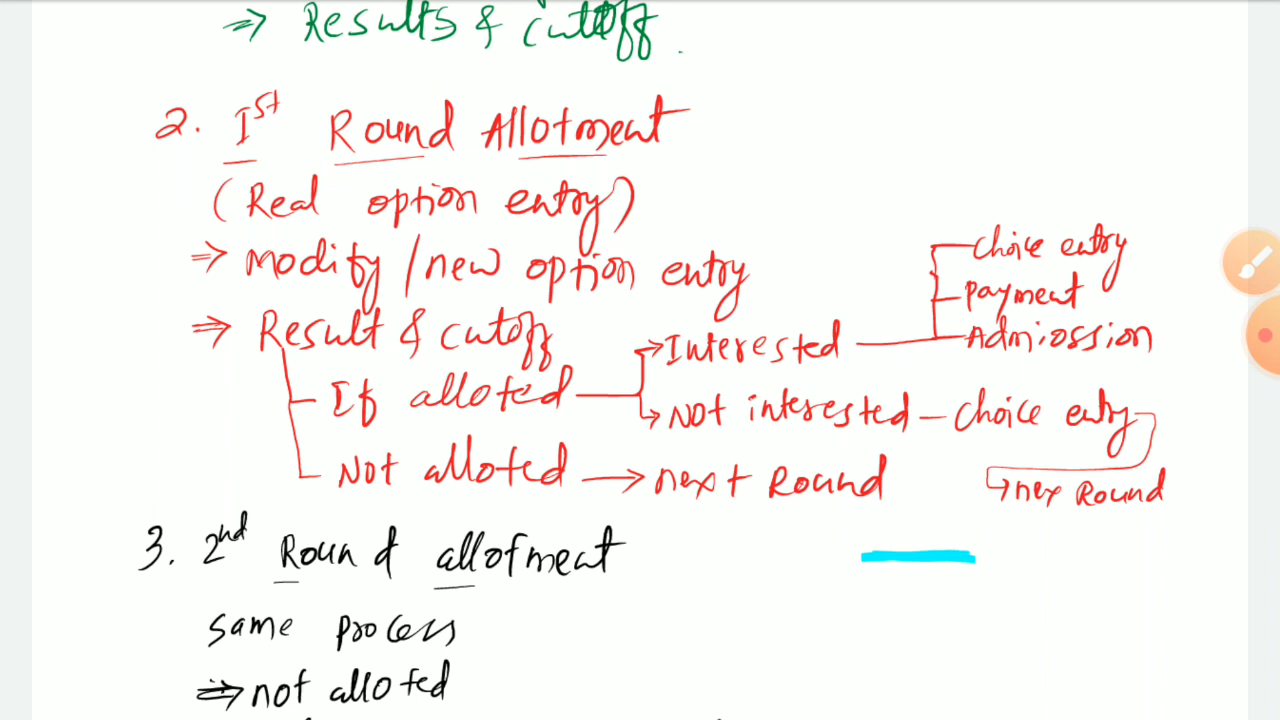 ⇒ Results & cutoff.
2. Ist Round Allotment
(Real option entry)
⇒ Modify / new option entry
⇒ Result & cutoff
If alloted → Interested — choice entry
payment
Admission
→ Not interested – choice entry
↳ nex Round
Not alloted → next Round
3. 2nd Round allotment
same process
⇒ not alloted